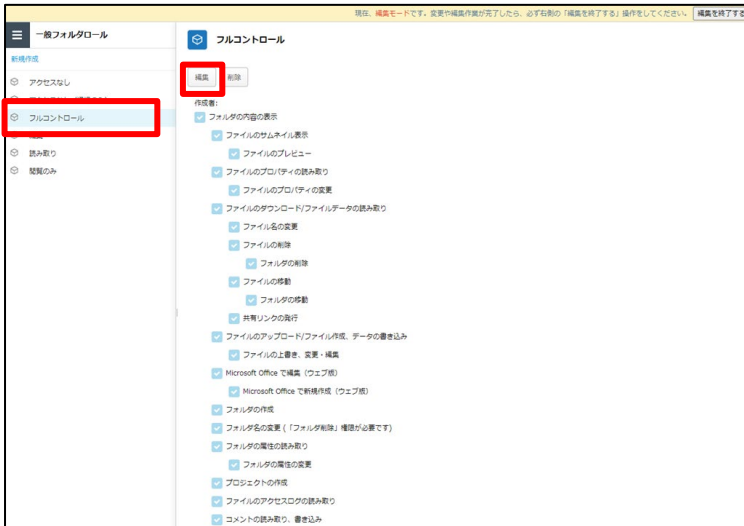 現在、編集モードです。変更や編集作業が完了したら、必ず右側の「編集を終了する」操作をしてください。 編集を終了する
一般フォルダロール
新規作成
アクセスなし
フルコントロール
読み取り
閲覧のみ
フルコントロール
編集 削除
作成者:
フォルダの内容の表示
ファイルのサムネイル表示
ファイルのプレビュー
ファイルのプロパティの読み取り
ファイルのプロパティの変更
ファイルのダウンロード/ファイルデータの読み取り
ファイル名の変更
ファイルの削除
フォルダの削除
ファイルの移動
フォルダの移動
共有リンクの発行
ファイルのアップロード/ファイル作成、データの書き込み
ファイルの上書き、変更・編集
Microsoft Office で編集（ウェブ版）
Microsoft Office で新規作成（ウェブ版）
フォルダの作成
フォルダ名の変更 (「フォルダ削除」権限が必要です)
フォルダの属性の読み取り
フォルダの属性の変更
プロジェクトの作成
ファイルのアクセスログの読み取り
コメントの読み取り、書き込み